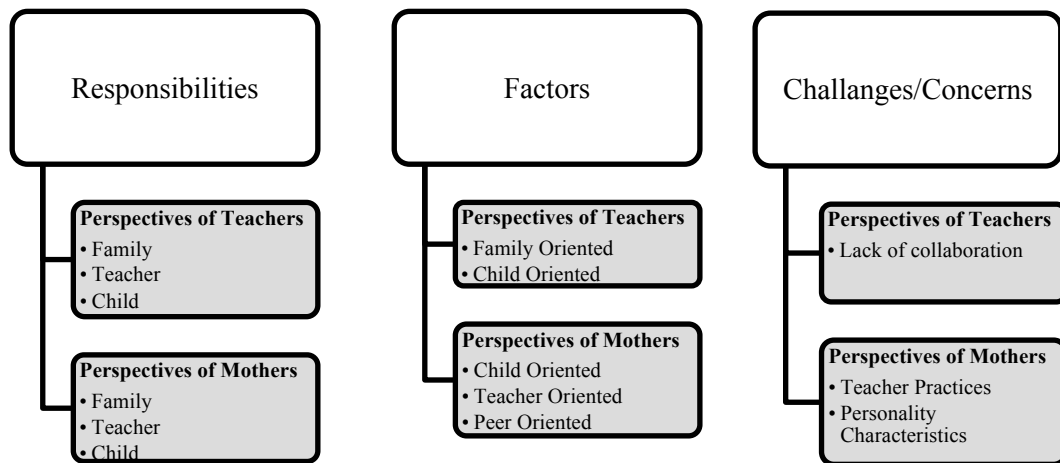 Responsibilities
Perspectives of Teachers
• Family
• Teacher
• Child
Perspectives of Mothers
• Family
• Teacher
• Child
Factors
Perspectives of Teachers
• Family Oriented
• Child Oriented
Perspectives of Mothers
• Child Oriented
• Teacher Oriented
• Peer Oriented
Challanges/Concerns
Perspectives of Teachers
• Lack of collaboration
Perspectives of Mothers
• Teacher Practices
• Personality
Characteristics